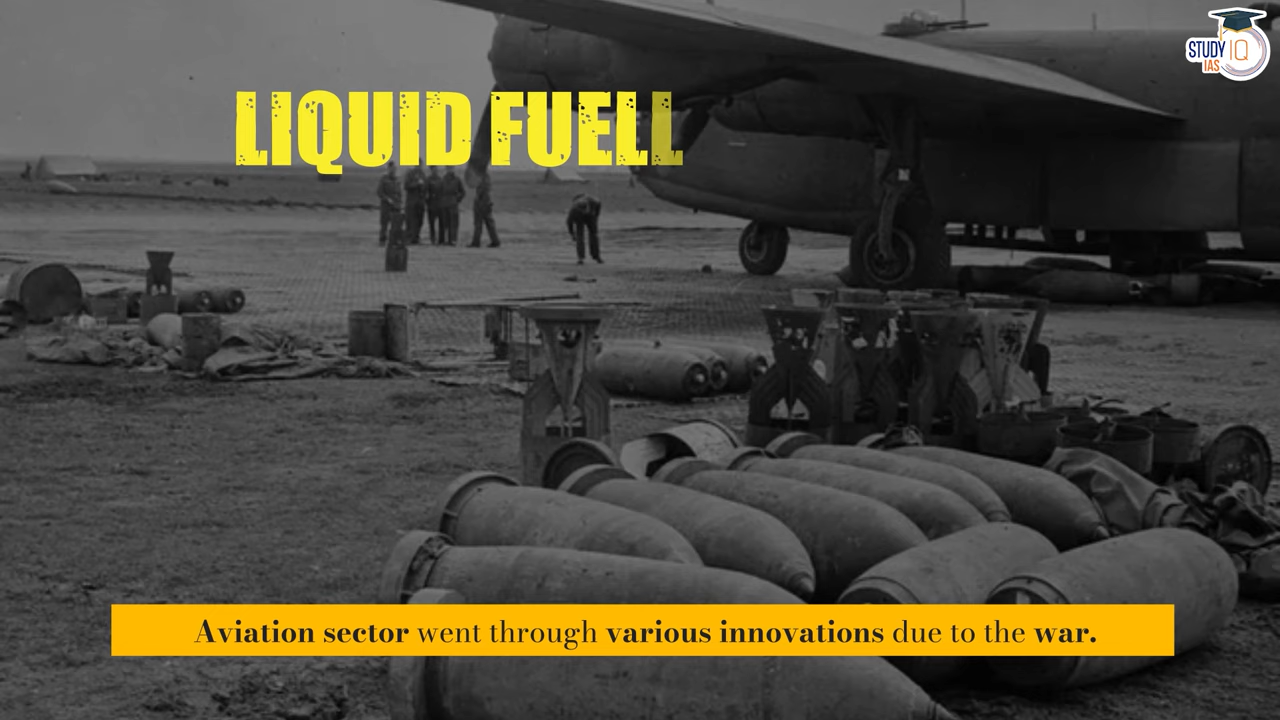 STUDY IQ
IAS
LIQUID FUELL
Aviation sector went through various innovations due to the war.